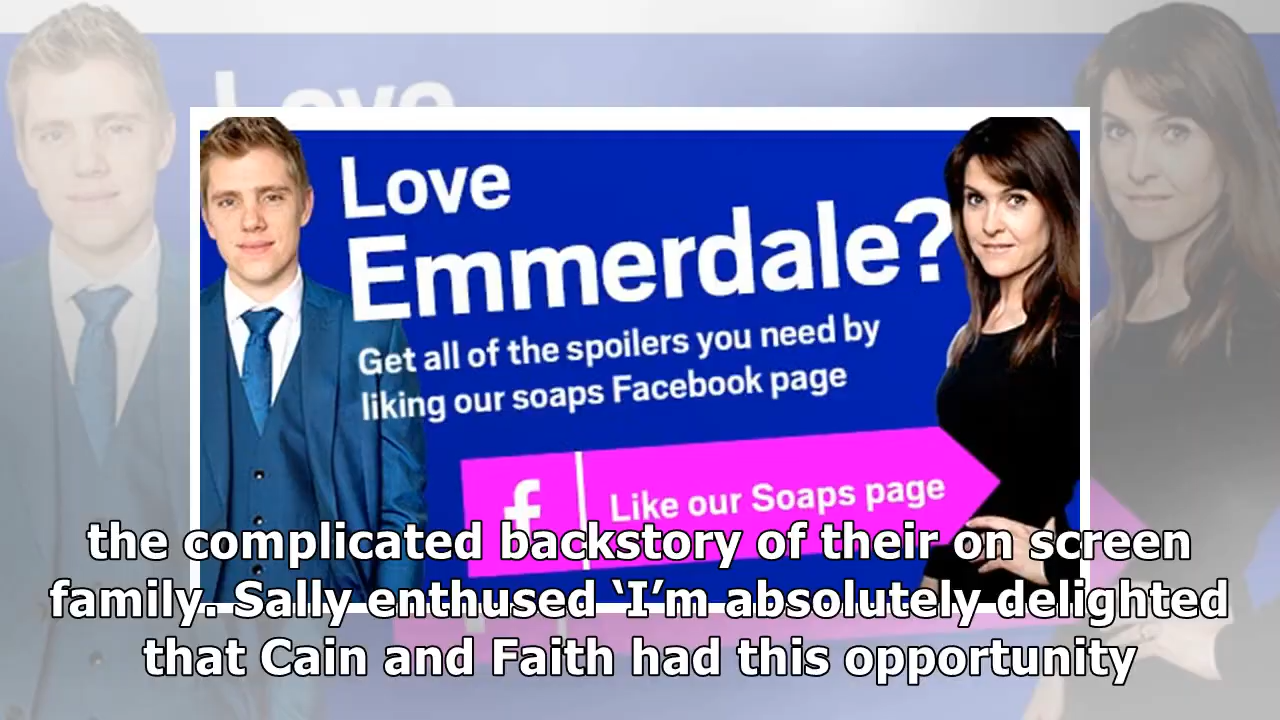 Love
Emmerdale?
Get all of the spoilers you need by
liking our soaps Facebook page
f
Like our Soaps page
the complicated backstory of their on screen
family. Sally enthused ‘I’m absolutely delighted
that Cain and Faith had this opportunity